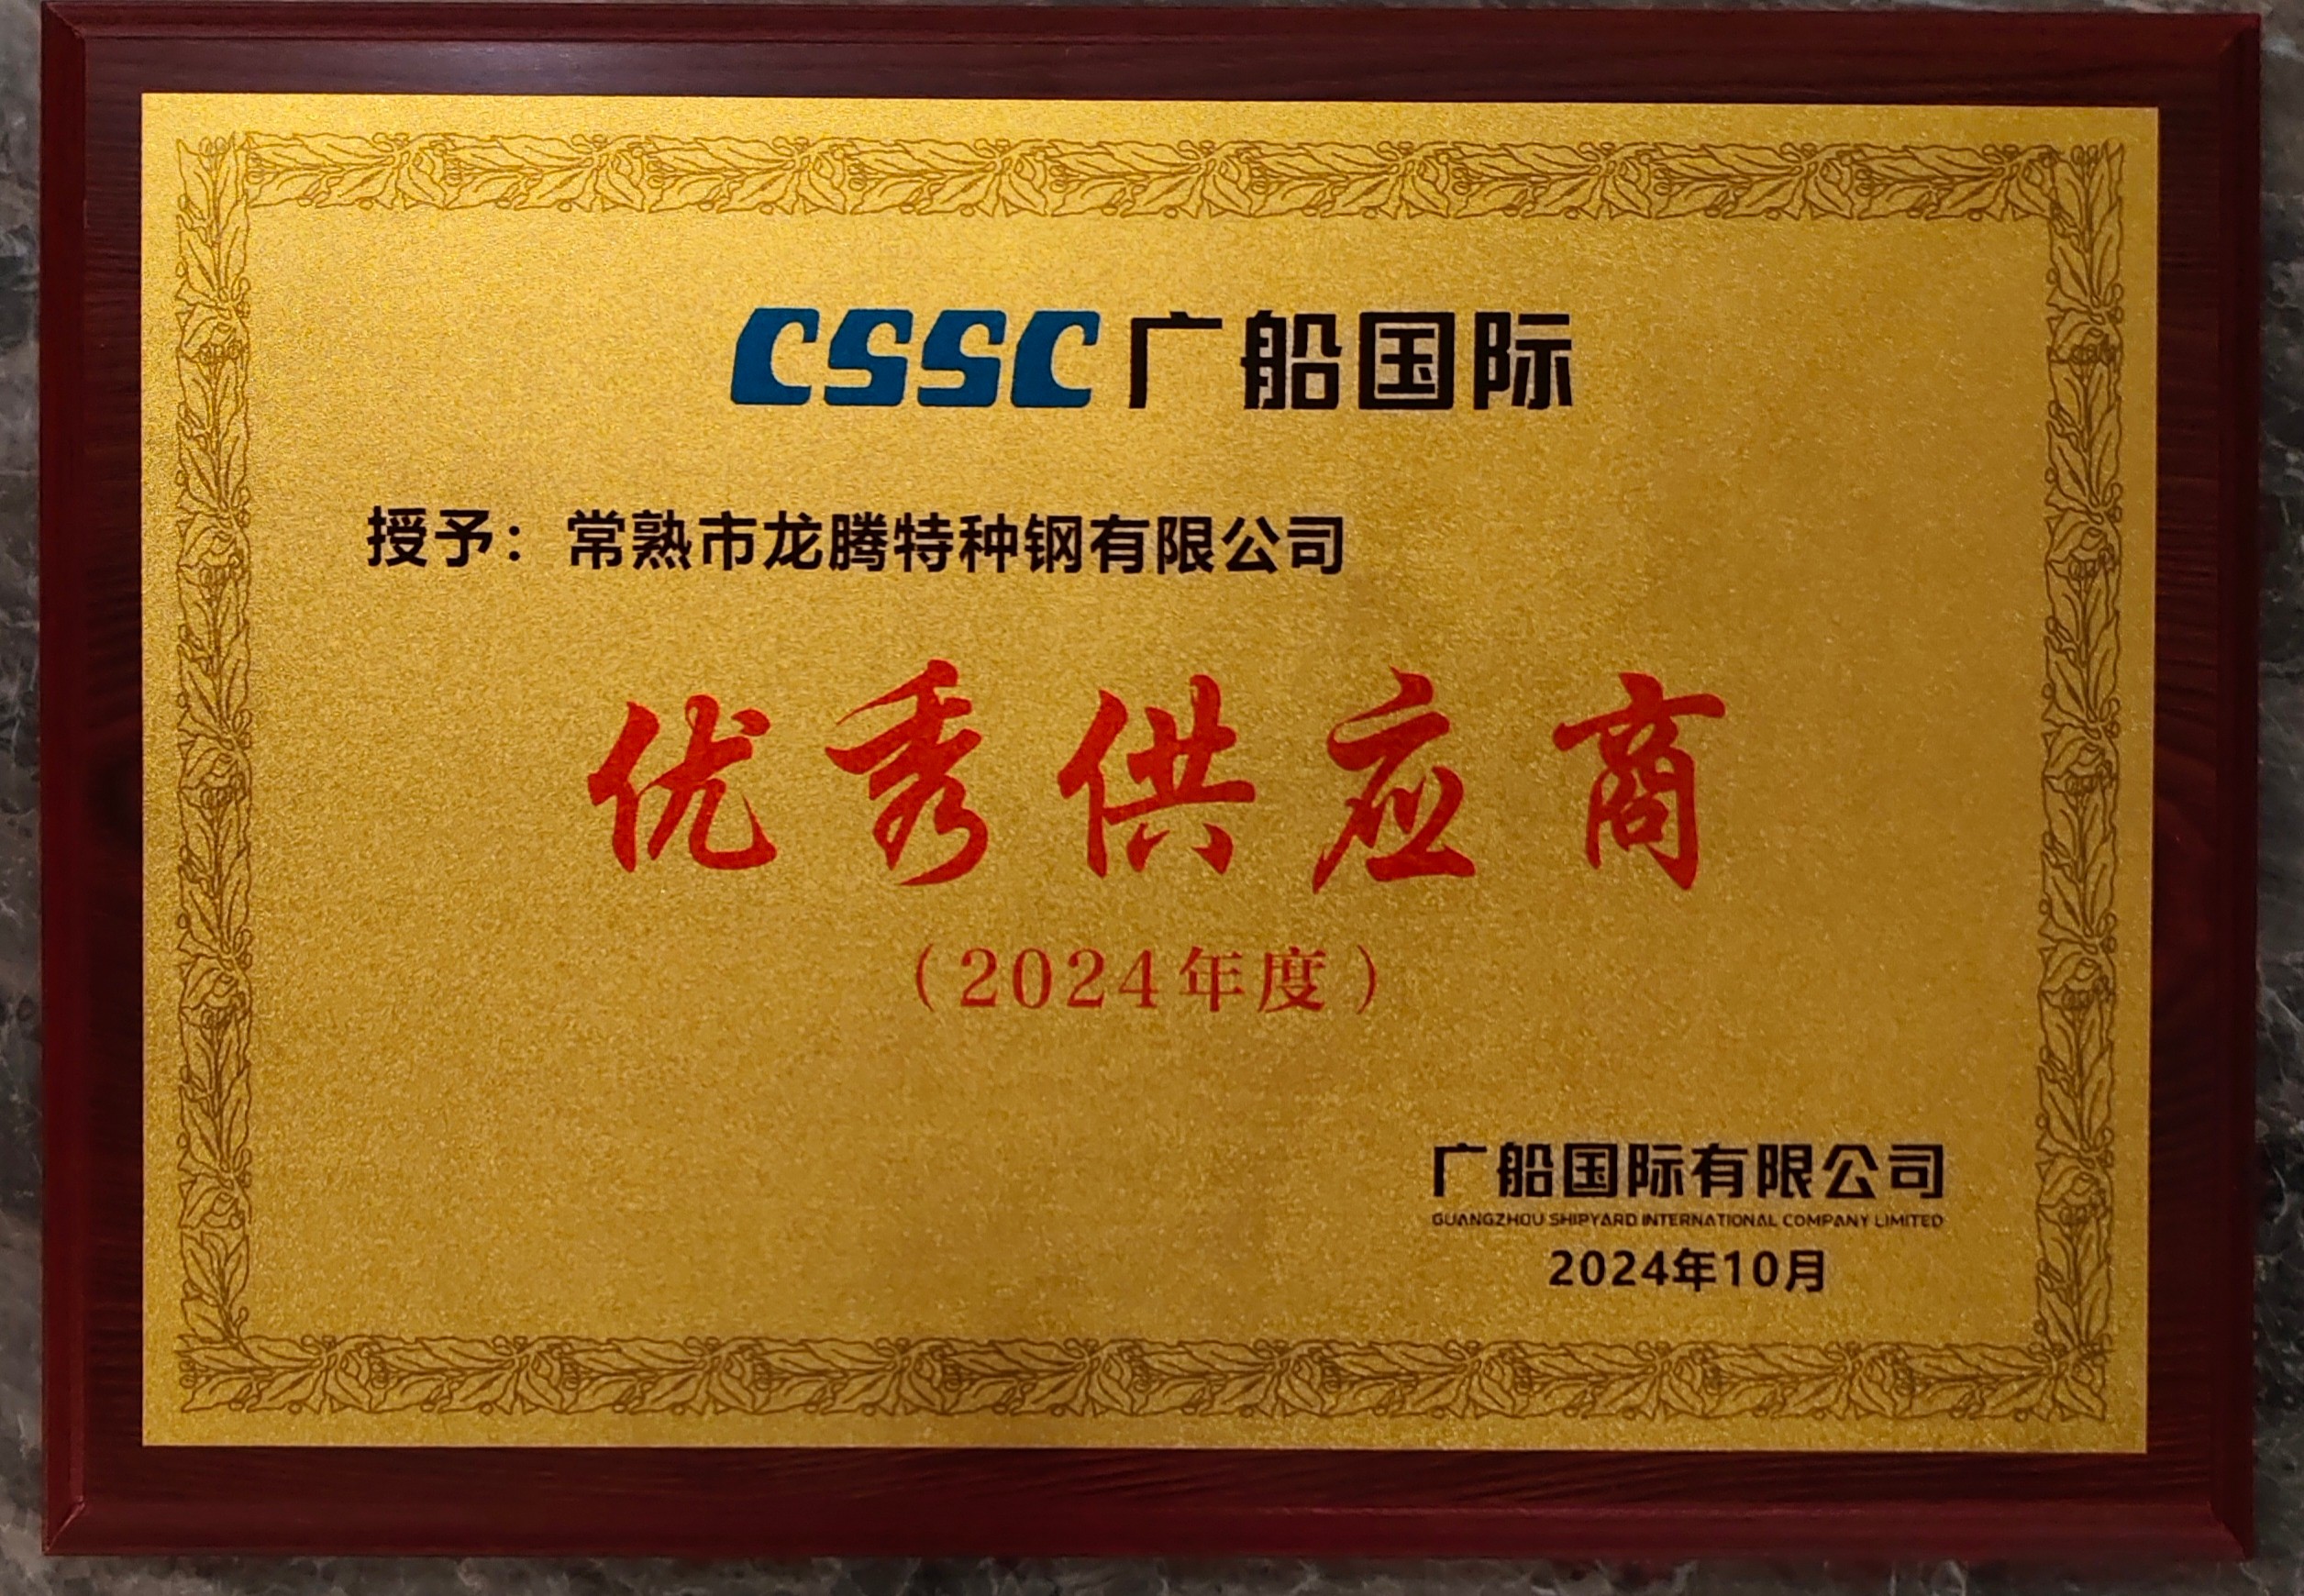 CSSC 广船国际
授予：常熟市龙腾特种钢有限公司
优秀供应商
（2024年度）
广船国际有限公司
GUANGZHOU SHIPYARD INTERNATIONAL COMPANY LIMITED
2024年10月